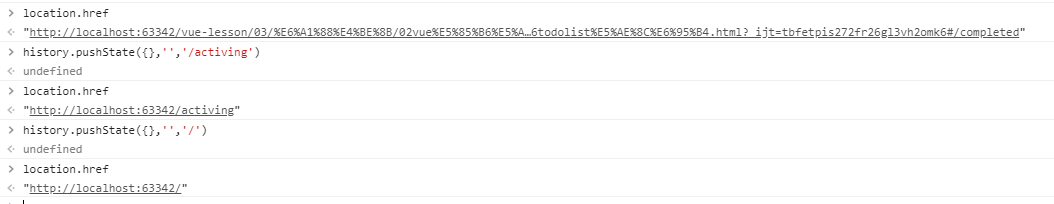 > location.href
< "http://localhost:63342/vue-lesson/03/%E6%A1%88%E4%BE%8B/02vue%E5%85%B6%E5%A…6todolist%E5%AE%8C%E6%95%B4.html?_ijt=tbfetpis272fr26gl3vh2omk6#/completed"
> history.pushState({},'','/activing')
< undefined
> location.href
< "http://localhost:63342/activing"
> history.pushState({},'','/')
< undefined
> location.href
< "http://localhost:63342/"